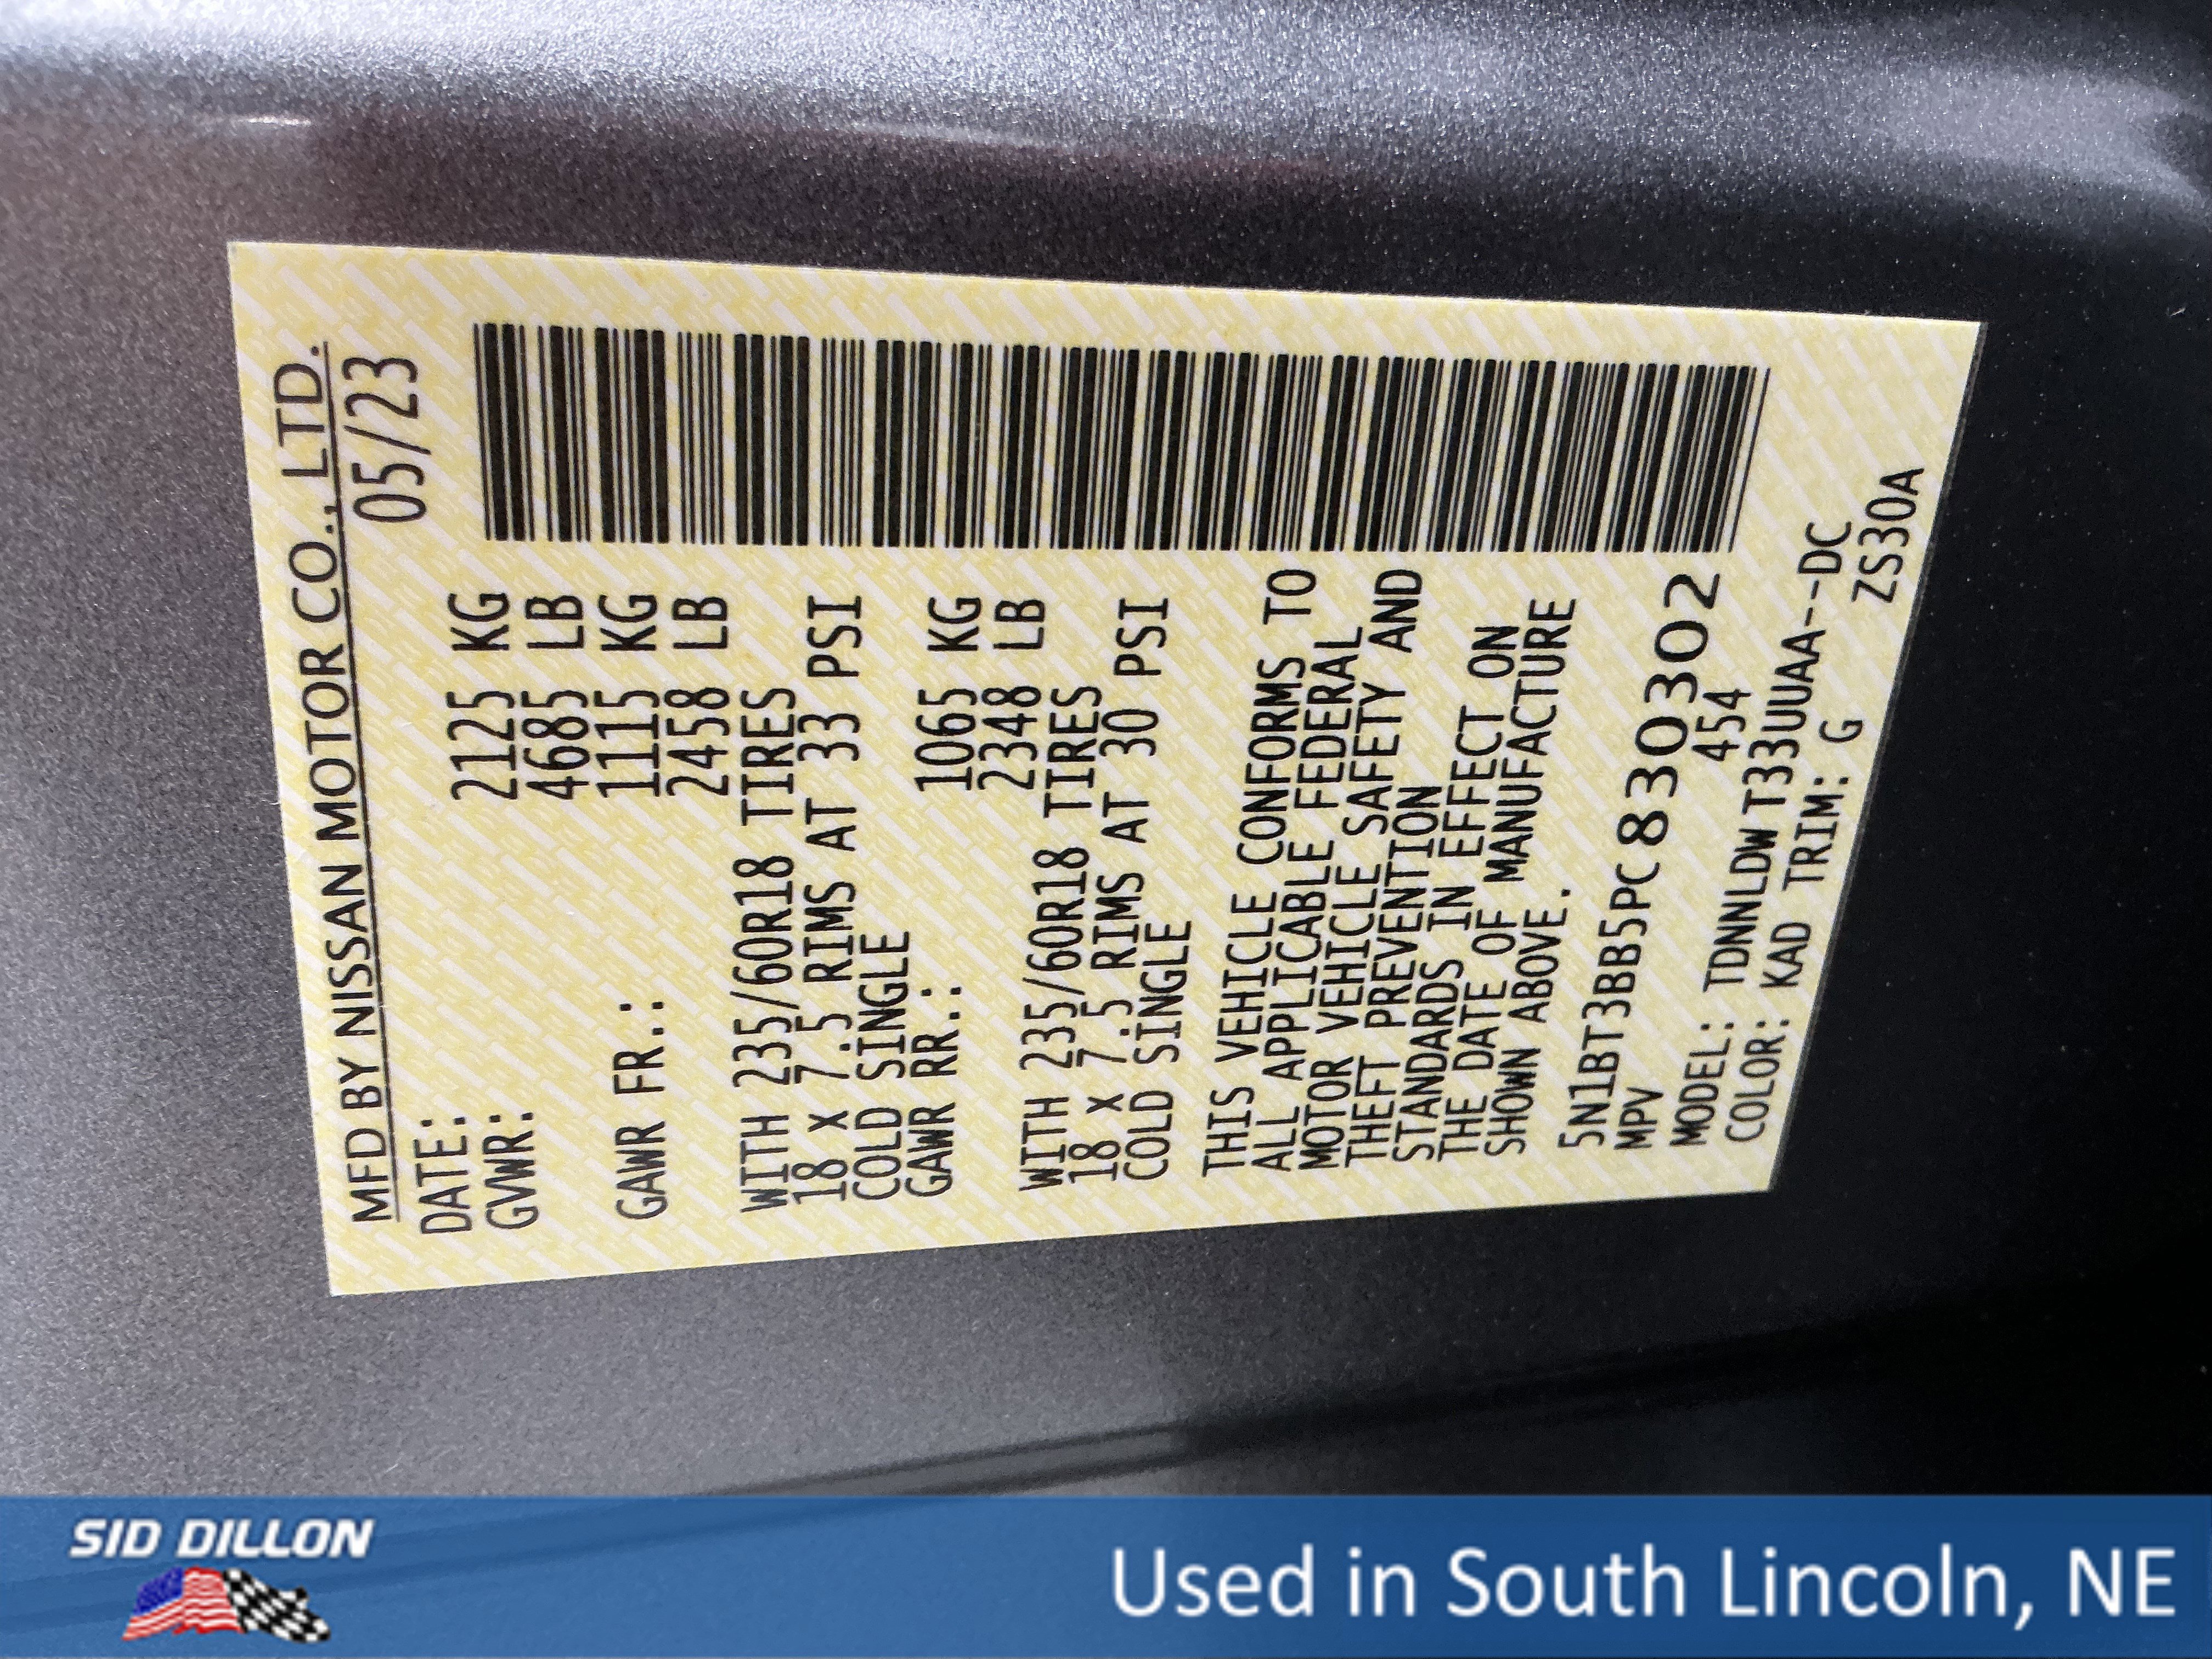 MFD BY NISSAN MOTOR CO., LTD.
DATE: 05/23
GVWR: 2125 KG
4685 LB
GAWR FR.: 1115 KG
2458 LB
WITH 235/60R18 TIRES
18 X 7.5 RIMS AT 33 PSI
COLD SINGLE
GAWR RR.: 1065 KG
2348 LB
WITH 235/60R18 TIRES
18 X 7.5 RIMS AT 30 PSI
COLD SINGLE
THIS VEHICLE CONFORMS TO
ALL APPLICABLE FEDERAL
MOTOR VEHICLE SAFETY AND
THEFT PREVENTION
STANDARDS IN EFFECT ON
THE DATE OF MANUFACTURE
SHOWN ABOVE.
5N1BT3BB5PC830302
MPV 454
MODEL: TDNNLDW T33UUAA--DC
COLOR: KAD TRIM: G ZS30A
SID DILLON
Used in South Lincoln, NE